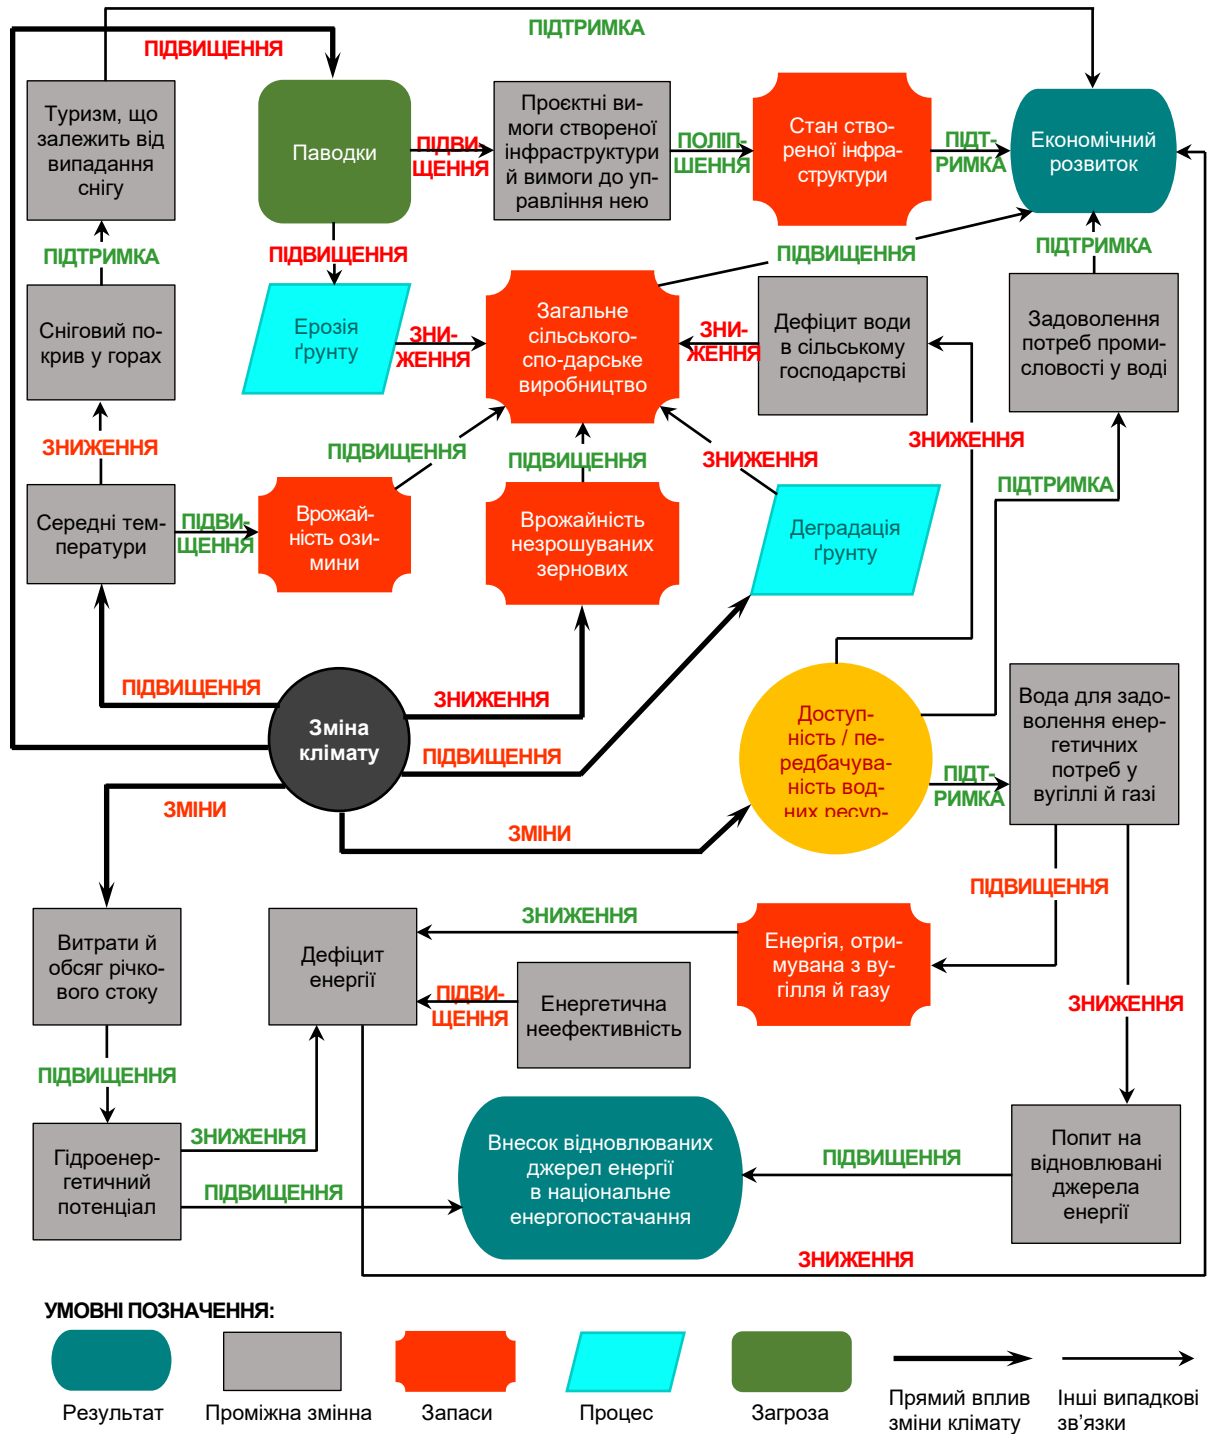 ПІДТРИМКА
ПІДВИЩЕННЯ
Туризм, що
залежить від
випадання
снігу
Паводки
ПІДВИ-
ЩЕННЯ
Проєктні ви-
моги створеної
інфраструктури
й вимоги до уп-
равління нею
ПОЛІП-
ШЕННЯ
Стан ство-
реної інфра-
структури
ПІДТ-
РИМКА
Економічний
розвиток
ПІДТРИМКА
ПІДВИЩЕННЯ
ПІДВИЩЕННЯ
ПІДТРИМКА
Сніговий по-
крив у горах
Ерозія
ґрунту
ЗНИ-
ЖЕННЯ
Загальне
сільського-
спо-дарське
виробництво
ЗНИ-
ЖЕННЯ
Дефіцит води
в сільському
господарстві
Задоволення
потреб проми-
словості у воді
ЗНИЖЕННЯ
ПІДВИЩЕННЯ
ПІДВИЩЕННЯ
ЗНИЖЕННЯ
ЗНИЖЕННЯ
ПІДТРИМКА
Середні тем-
ператури
ПІДВИ-
ЩЕННЯ
Врожай-
ність ози-
мини
Врожайність
незрошуваних
зернових
Деградація
ґрунту
ПІДВИЩЕННЯ
Зміна
клімату
ЗНИЖЕННЯ
ПІДВИЩЕННЯ
ЗМІНИ
ЗМІНИ
Доступ-
ність / пе-
редбачува-
ність вод-
них ресур-
ПІДТ-
РИМКА
Вода для задо-
волення енер-
гетичних
потреб у
вугіллі й газі
ПІДВИЩЕННЯ
Витрати й
обсяг річко-
вого стоку
Дефіцит
енергії
ЗНИЖЕННЯ
Енергія, отри-
мувана з ву-
гілля й газу
ПІДВИ-
ЩЕННЯ
Енергетична
неефективність
ЗНИЖЕННЯ
ПІДВИЩЕННЯ
Гідроенер-
гетичний
потенціал
ЗНИЖЕННЯ
ПІДВИЩЕННЯ
Внесок відновлюваних
джерел енергії
в національне
енергопостачання
ПІДВИЩЕННЯ
Попит на
відновлювані
джерела
енергії
ЗНИЖЕННЯ
УМОВНІ ПОЗНАЧЕННЯ:
Результат
Проміжна змінна
Запаси
Процес
Загроза
Прямий вплив
зміни клімату
Інші випадкові
зв'язки